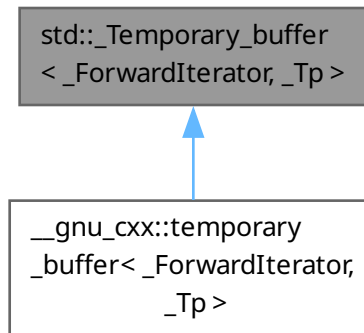 std::_Temporary_buffer
< _ForwardIterator, _Tp >
__gnu_cxx::temporary
_buffer< _ForwardIterator,
_Tp >